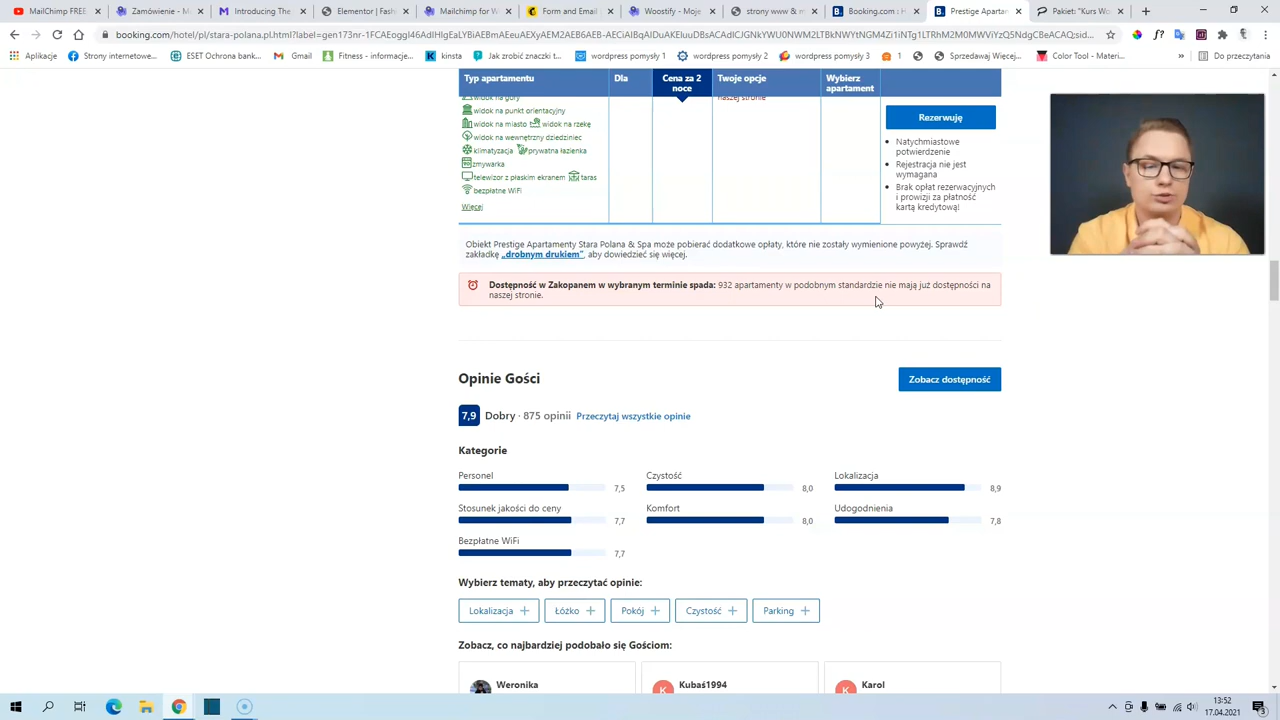 MailChimp FREE
Zamówienie - M
Introducing The
Elementor | Fash
Mailchimp for W
Form and Email
Woostify - Moje
strony www & m
Booking.com | H
Prestige Apartam
Pakiet: "Kurs Wo
booking.com/hotel/pl/stara-polana.pl.html?label=
Aplikacje
Strony internetowe...
ESET Ochrona bank...
Gmail
Fitness - informacje...
kinsta
Jak zrobić zaczki t...
wordpress pomysły 1
wordpress pomysły 2
wordpress pomysły 3
1
Sprzedawaj Więcej...
Color Tool - Materi...
»
Do przeczytania
Typ apartamentu
Dla
Cena za 2
noce
Twoje opcje
Wybierz
apartament
widok na góry
naszej stronie
widok na punkt orientacyjny
widok na miasto widok na rzekę
widok na wewnętrzny dziedziniec
klimatyzacja prywatna łazienka
zmywarka
telewizor z płaskim ekranem taras
bezpłatne WiFi
Więcej
Rezerwuję
• Natychmiastowe
potwierdzenie
• Rejestracja nie jest
wymagana
• Brak opłat rezerwacyjnych
i prowizji za płatność
kartą kredytową!
Obiekt Prestige Apartamenty Stara Polana & Spa może pobierać dodatkowe opłaty, które nie zostały wymienione powyżej. Sprawdź
zakładkę „drobnym drukiem”, aby dowiedzieć się więcej.
Dostępność w Zakopanem w wybranym terminie spada: 932 apartamenty w podobnym standardzie nie mają już dostępności na
naszej stronie.
Opinie Gości
Zobacz dostępność
7,9 Dobry · 875 opinii Przeczytaj wszystkie opinie
Kategorie
Personel
7,5
Czystość
8,0
Lokalizacja
8,9
Stosunek jakości do ceny
7,7
Komfort
8,0
Udogodnienia
7,8
Bezpłatne WiFi
7,7
Wybierz tematy, aby przeczytać opinie:
Lokalizacja +
Łóżko +
Pokój +
Czystość +
Parking +
Zobacz, co najbardziej podobało się Gościom:
Weronika
K Kubaś1994
K Karol
13:52
17.04.2021